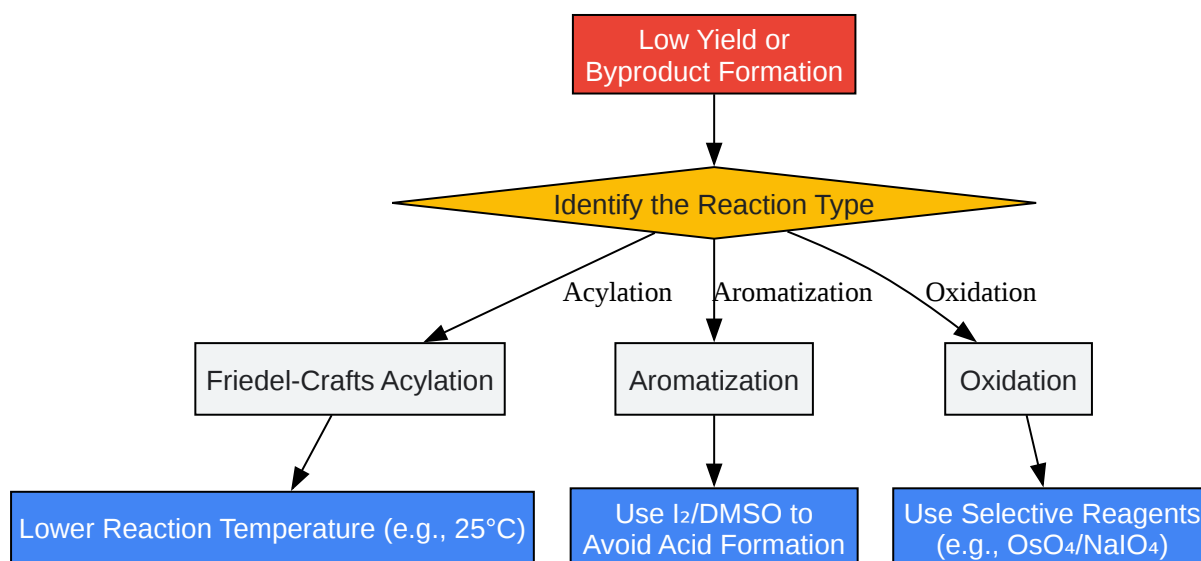 Low Yield or
Byproduct Formation
Identify the Reaction Type
Acylation
Aromatization
Oxidation
Friedel-Crafts Acylation
Aromatization
Oxidation
Lower Reaction Temperature (e.g., 25°C)
Use I₂/DMSO to
Avoid Acid Formation
Use Selective Reagents
(e.g., OsO₄/NaIO₄)